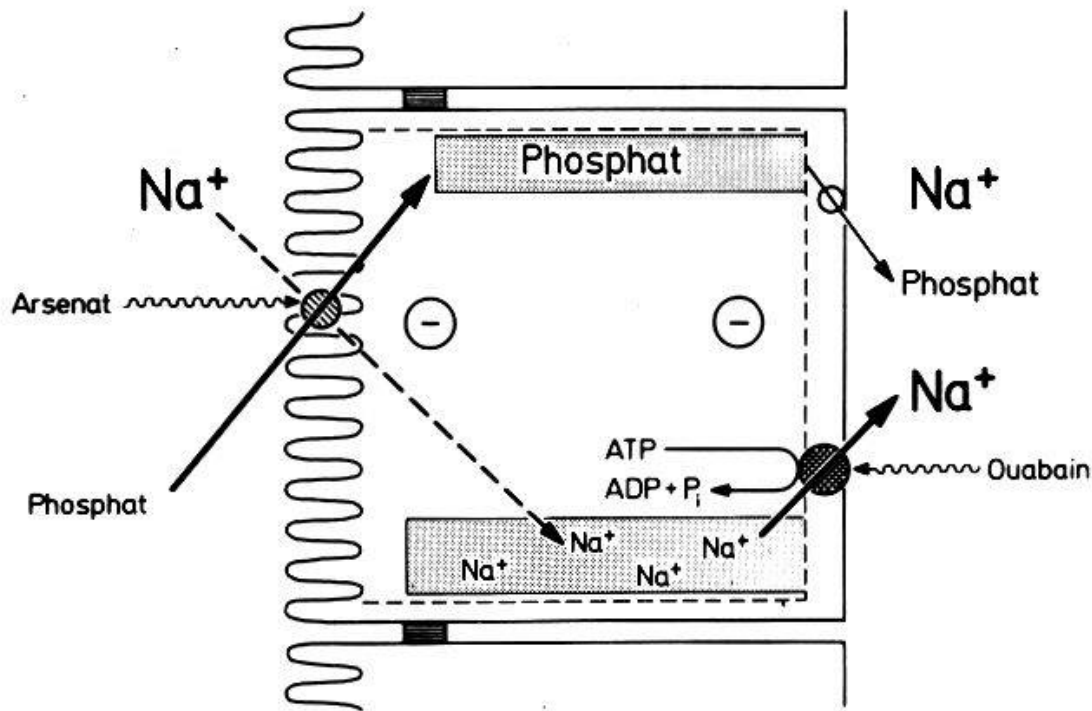 Phosphat
Na⁺
Na⁺
Arsenat
Phosphat
−
−
Na⁺
ATP
Ouabain
ADP + Pᵢ
Phosphat
Na⁺
Na⁺
Na⁺
Na⁺